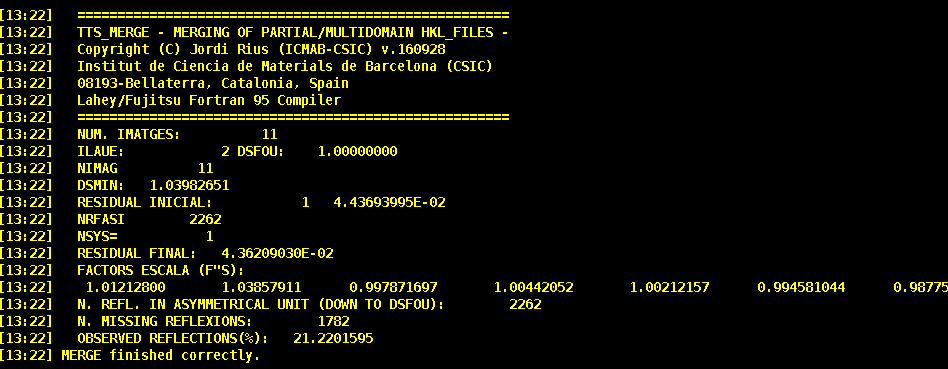 [13:22] ======================================================
[13:22] TTS_MERGE - MERGING OF PARTIAL/MULTIDOMAIN HKL_FILES -
[13:22] Copyright (C) Jordi Rius (ICMAB-CSIC) v.160928
[13:22] Institut de Ciencia de Materials de Barcelona (CSIC)
[13:22] 08193-Bellaterra, Catalonia, Spain
[13:22] Lahey/Fujitsu Fortran 95 Compiler
[13:22] ======================================================
[13:22] NUM. IMATGES: 11
[13:22] ILAUE: 2 DSFOU: 1.00000000
[13:22] NIMAG 11
[13:22] DSMIN: 1.03982651
[13:22] RESIDUAL INICIAL: 1 4.43693995E-02
[13:22] NRFASI 2262
[13:22] NSYS= 1
[13:22] RESIDUAL FINAL: 4.36209030E-02
[13:22] FACTORS ESCALA (F"S):
[13:22] 1.01212800 1.03857911 0.997871697 1.00442052 1.00212157 0.994581044 0.98775
[13:22] N. REFL. IN ASYMMETRICAL UNIT (DOWN TO DSFOU): 2262
[13:22] N. MISSING REFLEXIONS: 1782
[13:22] OBSERVED REFLECTIONS(%): 21.2201595
[13:22] MERGE finished correctly.